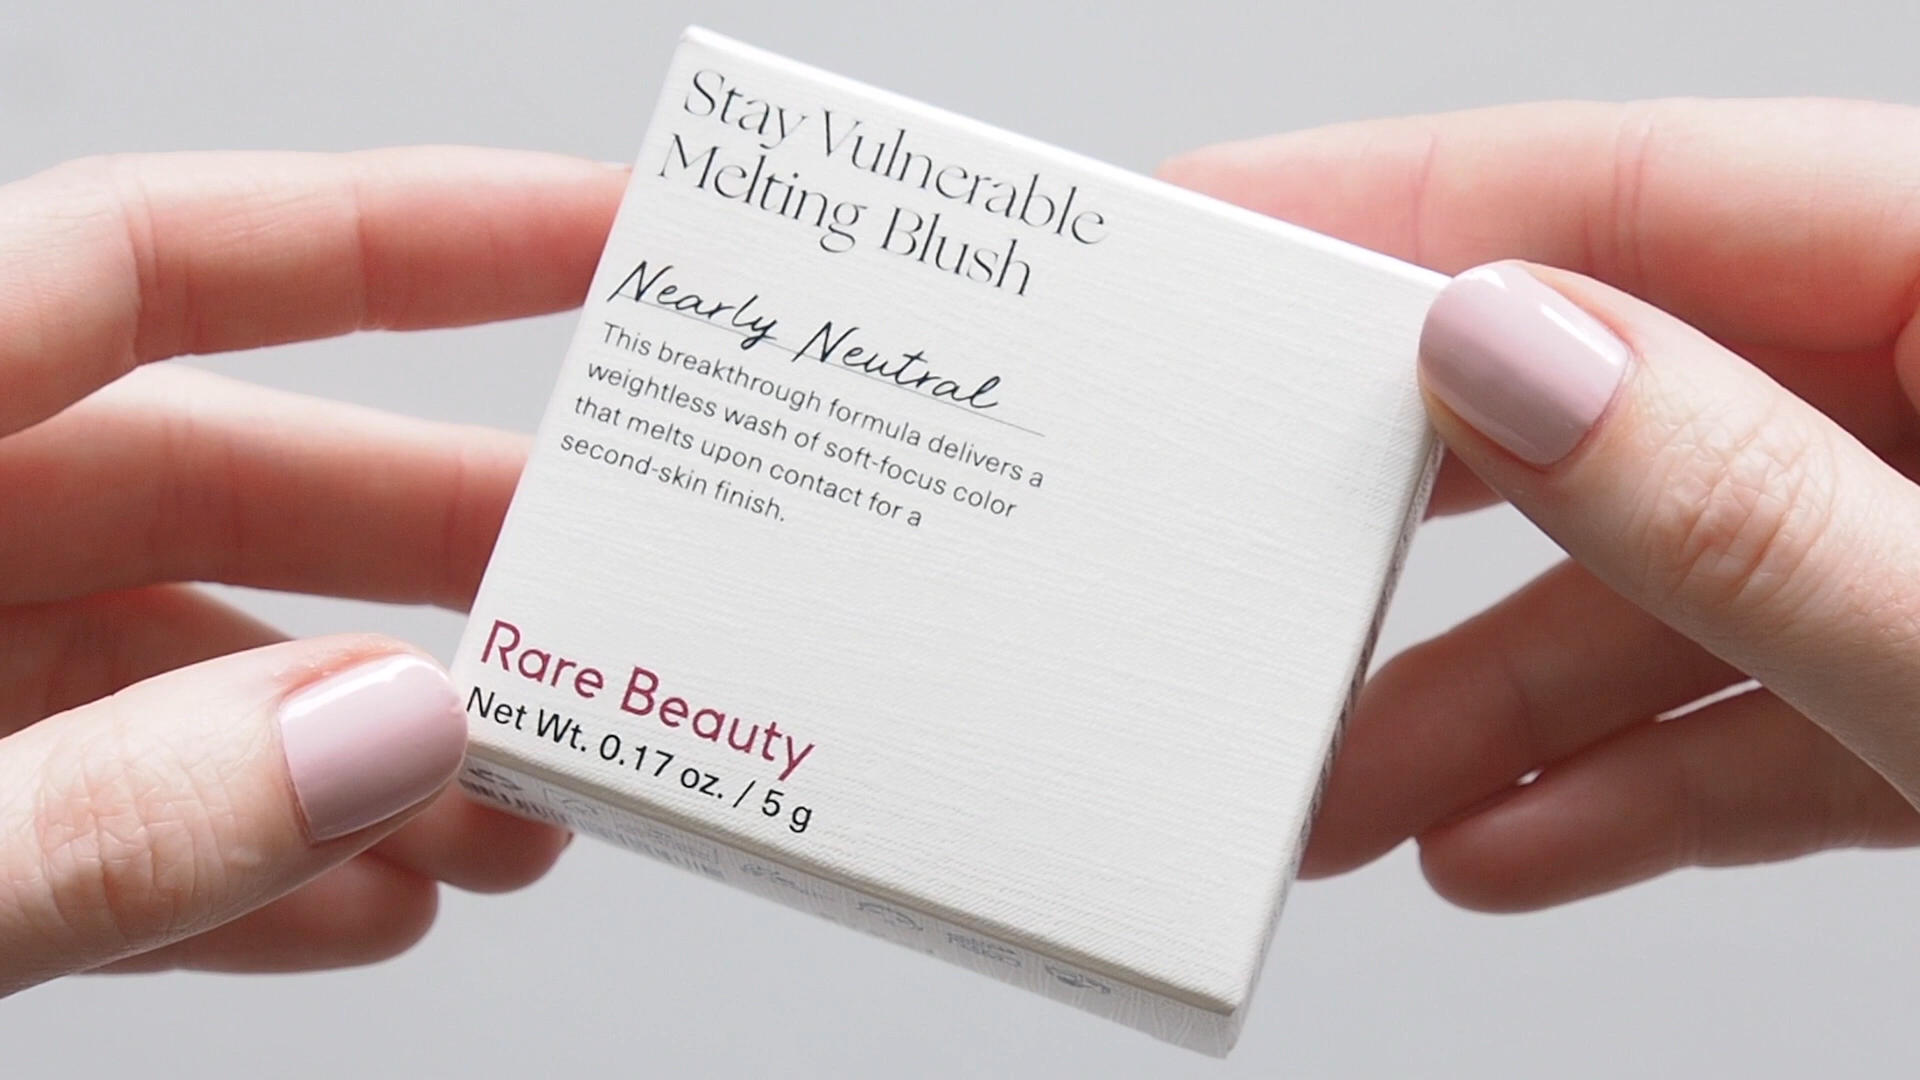 Stay Vulnerable
Melting Blush
Nearly Neutral
This breakthrough formula delivers a
weightless wash of soft-focus color
that melts upon contact for a
second-skin finish.
Rare Beauty
Net Wt. 0.17 oz. / 5 g